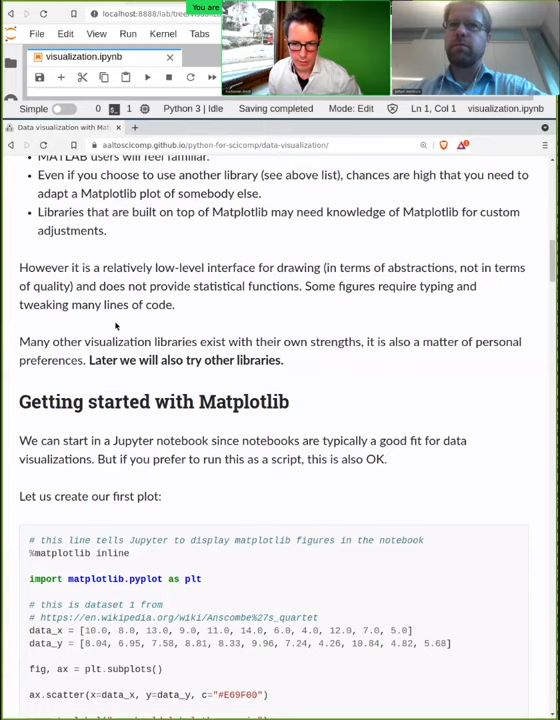 localhost:8888/lab/tree/visualiz
You are
File Edit View Run Kernel Tabs
visualization.ipynb
Simple 0 1 Python 3 | Idle Saving completed Mode: Edit Ln 1, Col 1 visualization.ipynb
Data visualization with Mat
aaltoscicomp.github.io/python-for-scicomp/data-visualization/
MATLAB users will feel familiar.
Even if you choose to use another library (see above list), chances are high that you need to
adapt a Matplotlib plot of somebody else.
Libraries that are built on top of Matplotlib may need knowledge of Matplotlib for custom
adjustments.
However it is a relatively low-level interface for drawing (in terms of abstractions, not in terms
of quality) and does not provide statistical functions. Some figures require typing and
tweaking many lines of code.
Many other visualization libraries exist with their own strengths, it is also a matter of personal
preferences. Later we will also try other libraries.
Getting started with Matplotlib
We can start in a Jupyter notebook since notebooks are typically a good fit for data
visualizations. But if you prefer to run this as a script, this is also OK.
Let us create our first plot:
# this line tells Jupyter to display matplotlib figures in the notebook
%matplotlib inline
import matplotlib.pyplot as plt
# this is dataset 1 from
# https://en.wikipedia.org/wiki/Anscombe%27s_quartet
data_x = [10.0, 8.0, 13.0, 9.0, 11.0, 14.0, 6.0, 4.0, 12.0, 7.0, 5.0]
data_y = [8.04, 6.95, 7.58, 8.81, 8.33, 9.96, 7.24, 4.26, 10.84, 4.82, 5.68]
fig, ax = plt.subplots()
ax.scatter(x=data_x, y=data_y, c="#E69F00")